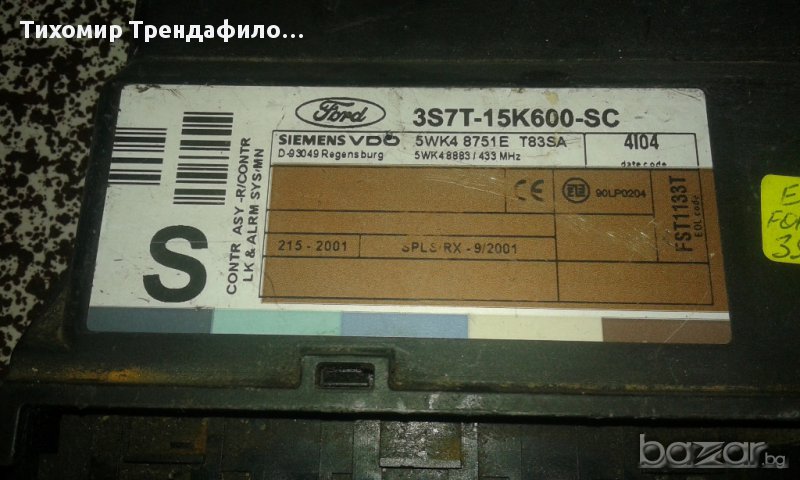 Тихомир Трендафило...
Ford
3S7T-15K600-SC
SIEMENS VDO
5WK4 8751E T83SA
4I04
D-93049 Regensburg
5WK4 8883 / 433 MHz
date code
CE
90LP0204
FST1133T
EOL code
215 - 2001
SPLS/RX - 9/2001
S
CONTR ASY -R/CONTR
LK & ALRM SYS/MN
bazar.bg